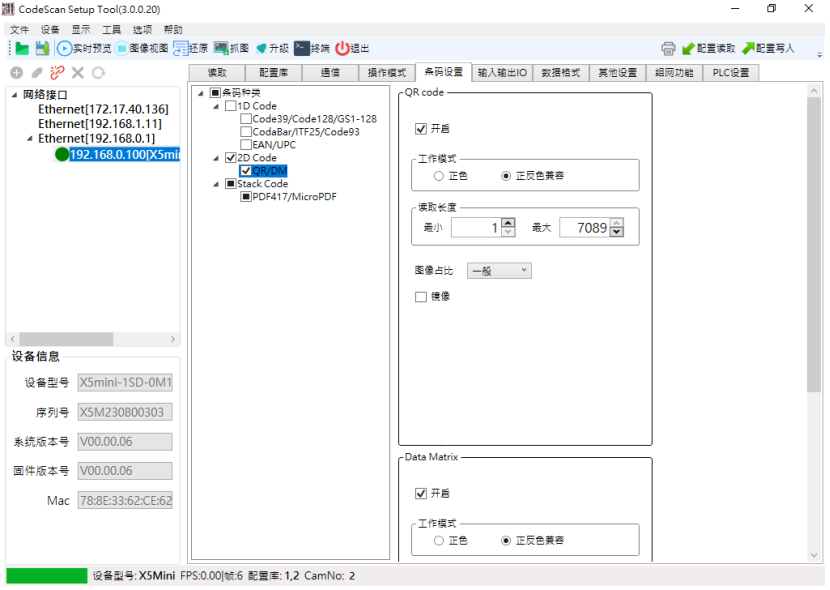 CodeScan Setup Tool(3.0.0.20)
文件 设备 显示 工具 选项 帮助
实时预览 图像视图 还原 抓图 升级 终端 退出 配置读取 配置写入
读取 配置库 通信 操作模式 条码设置 输入输出IO 数据格式 其他设置 组网功能 PLC设置
网络接口
Ethernet[172.17.40.136]
Ethernet[192.168.1.11]
Ethernet[192.168.0.1]
192.168.0.100[X5mi
设备信息
设备型号 X5mini-1SD-0M1
序列号 X5M230800303
系统版本号 V00.00.06
固件版本号 V00.00.06
Mac 78:8E:33:62:CE:62
条码种类
1D Code
Code39/Code128/GS1-128
CodaBar/ITF25/Code93
EAN/UPC
2D Code
QR/DM
Stack Code
PDF417/MicroPDF
QR code
开启
工作模式
正色 正反色兼容
读取长度
最小 1 最大 7089
图像占比 一般
镜像
Data Matrix
开启
工作模式
正色 正反色兼容
设备型号: X5Mini FPS:0.00|帧:6 配置库: 1,2 CamNo: 2